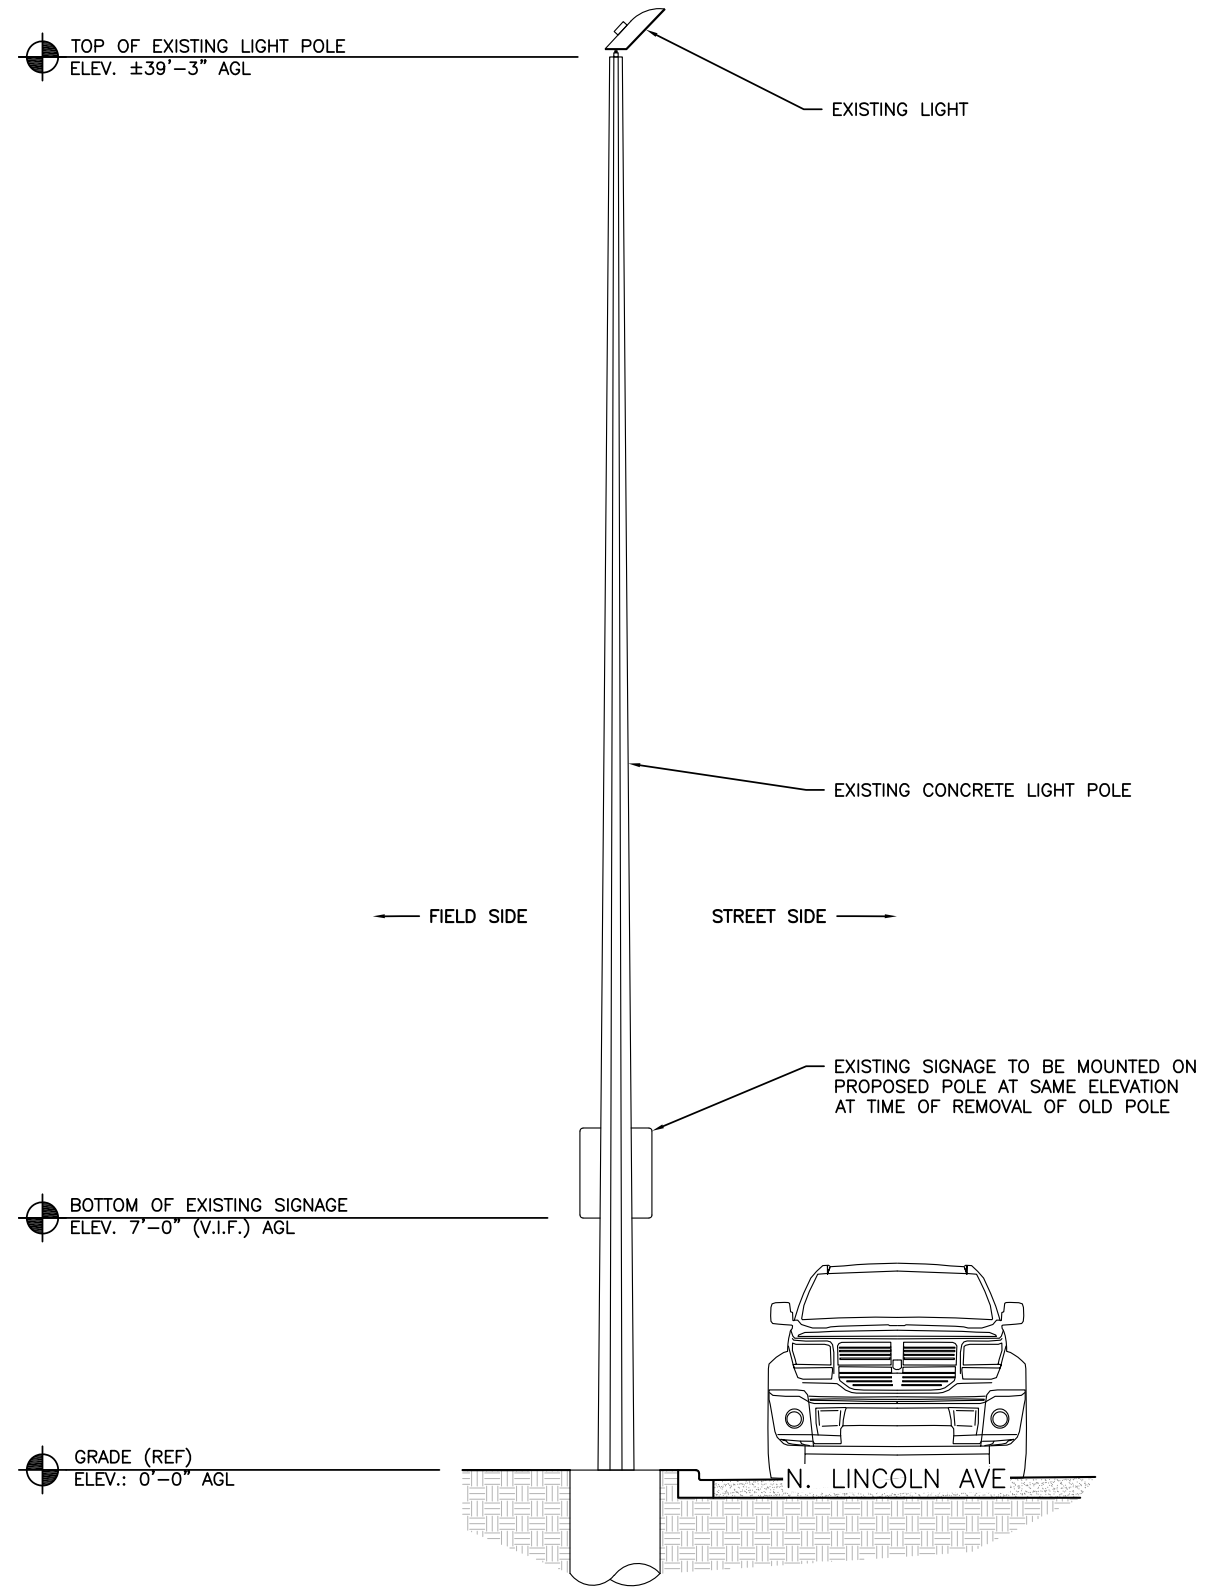 TOP OF EXISTING LIGHT POLE
ELEV. ±39'-3" AGL
EXISTING LIGHT
EXISTING CONCRETE LIGHT POLE
FIELD SIDE
STREET SIDE
EXISTING SIGNAGE TO BE MOUNTED ON
PROPOSED POLE AT SAME ELEVATION
AT TIME OF REMOVAL OF OLD POLE
BOTTOM OF EXISTING SIGNAGE
ELEV. 7'-0" (V.I.F.) AGL
GRADE (REF)
ELEV.: 0'-0" AGL
N. LINCOLN AVE